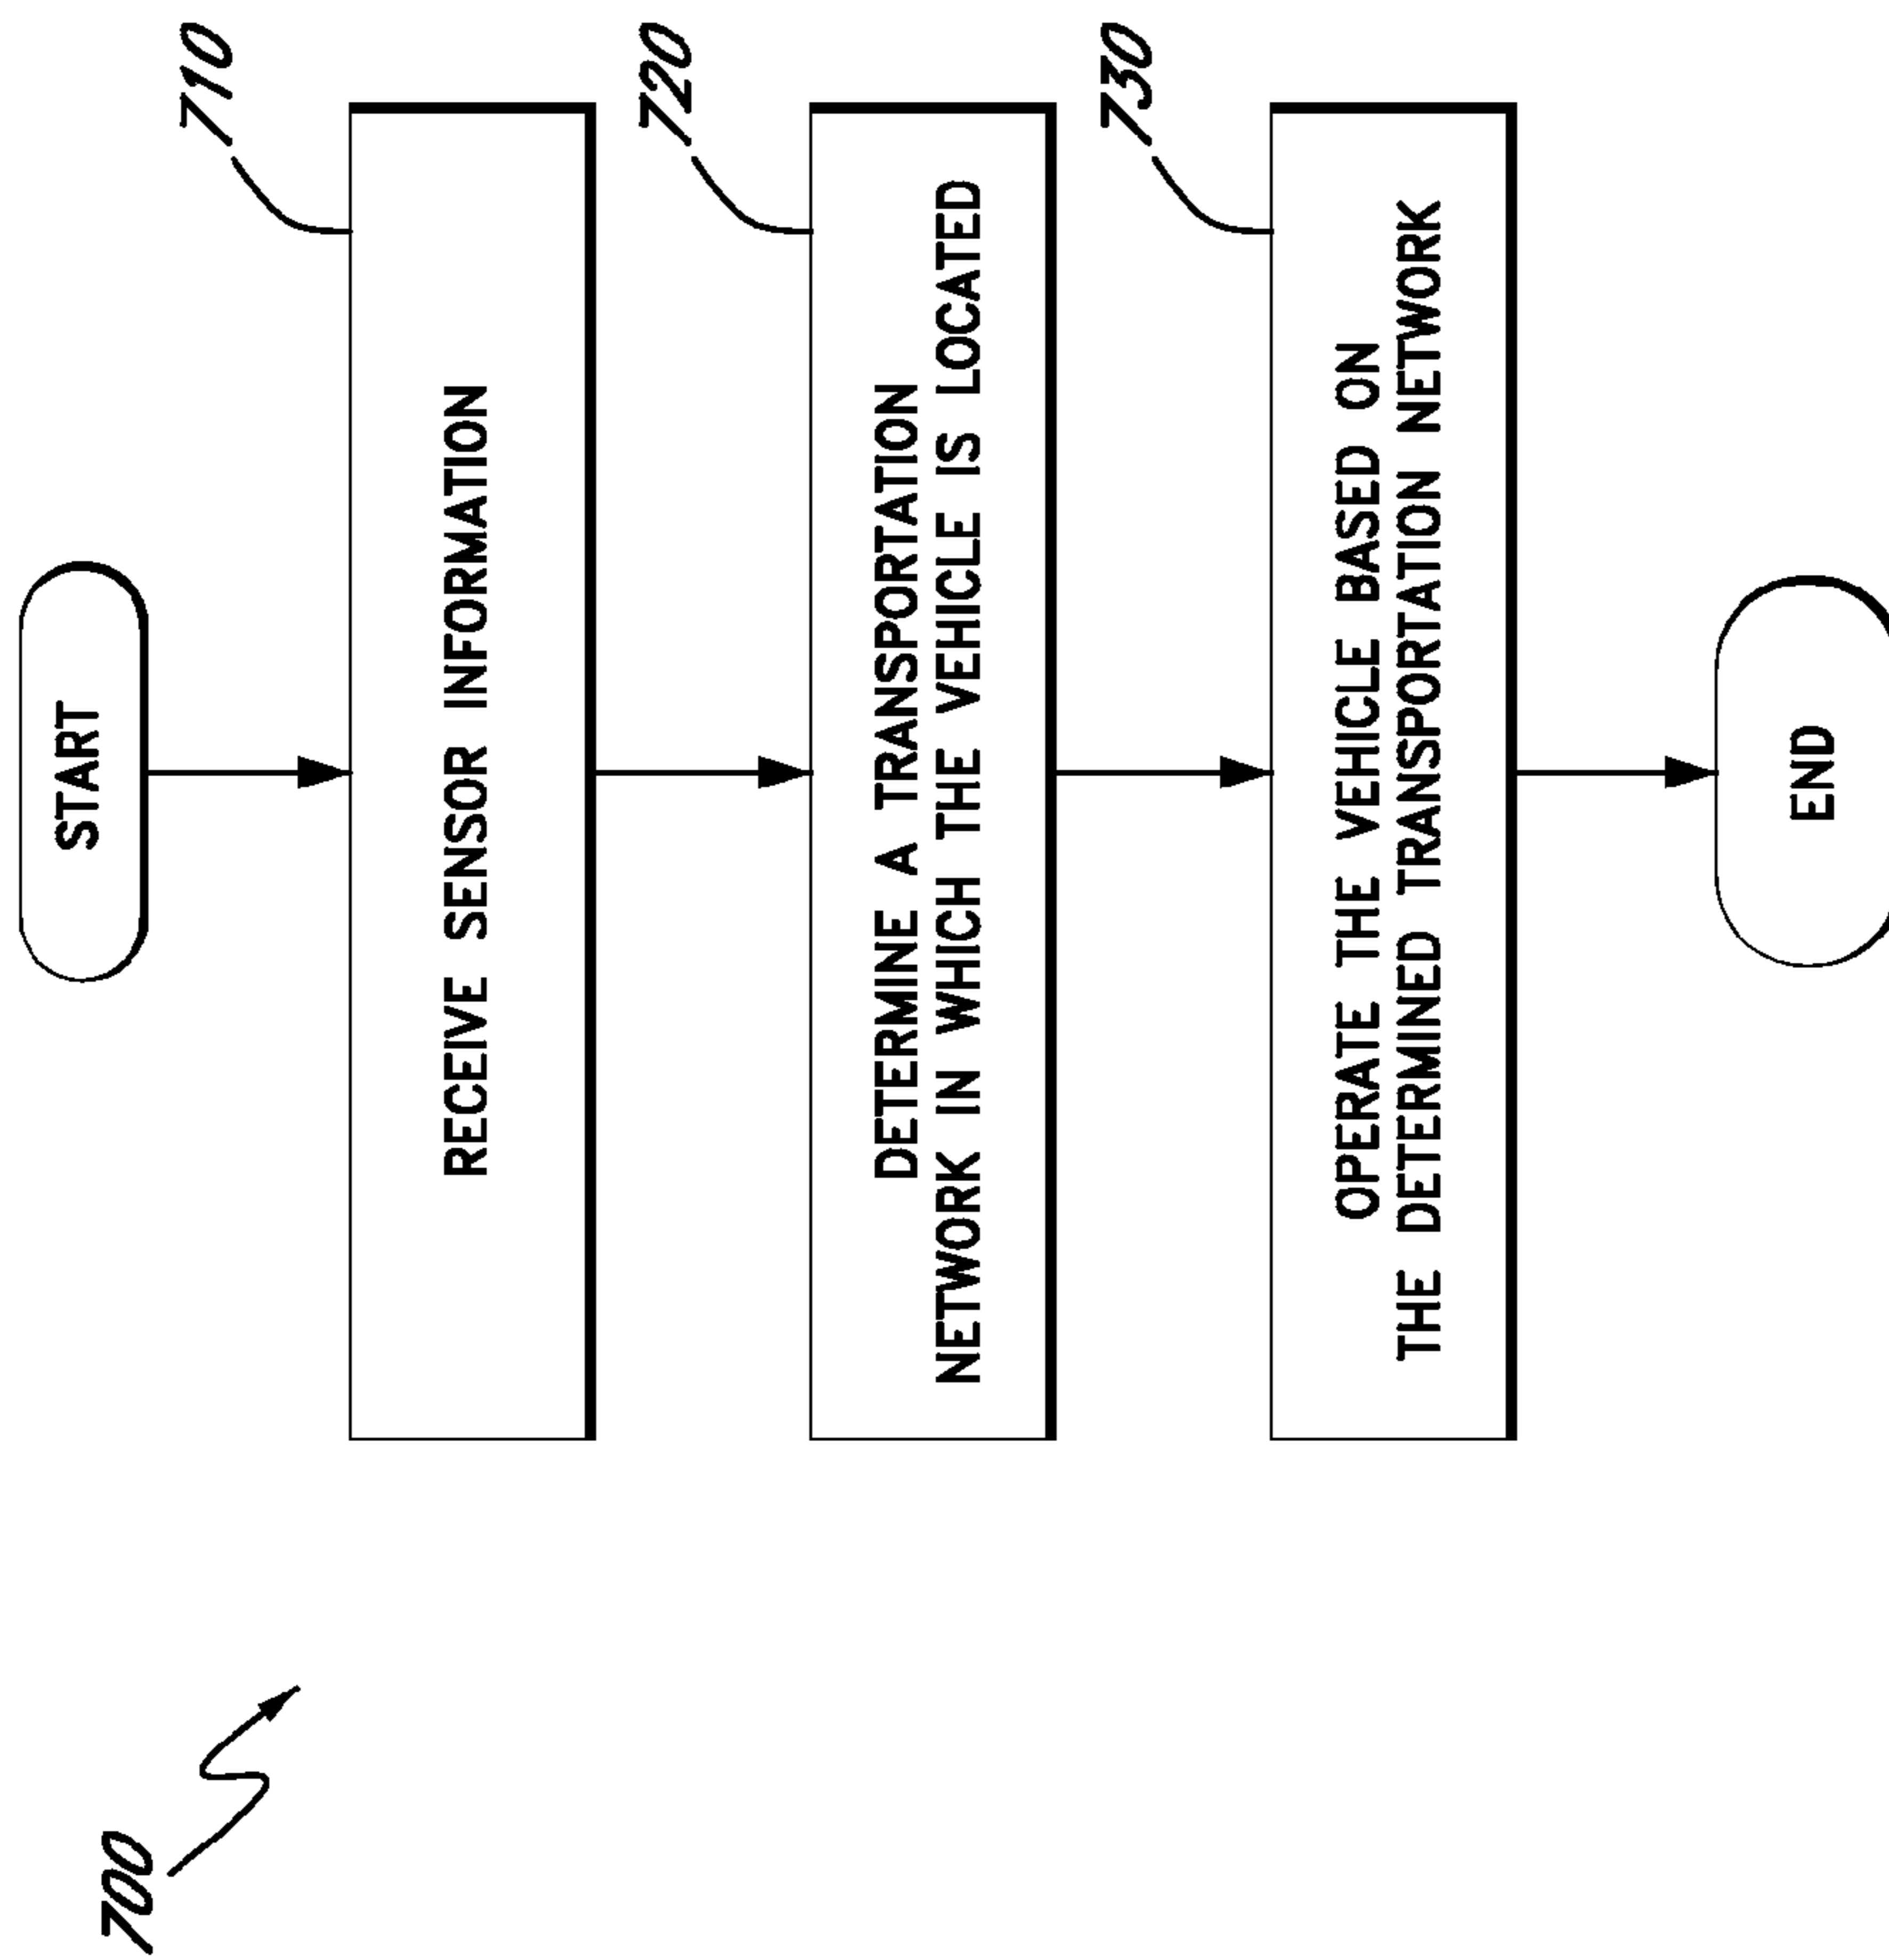 700
START
710
RECEIVE SENSOR INFORMATION
720
DETERMINE A TRANSPORTATION
NETWORK IN WHICH THE VEHICLE IS LOCATED
730
OPERATE THE VEHICLE BASED ON
THE DETERMINED TRANSPORTATION NETWORK
END